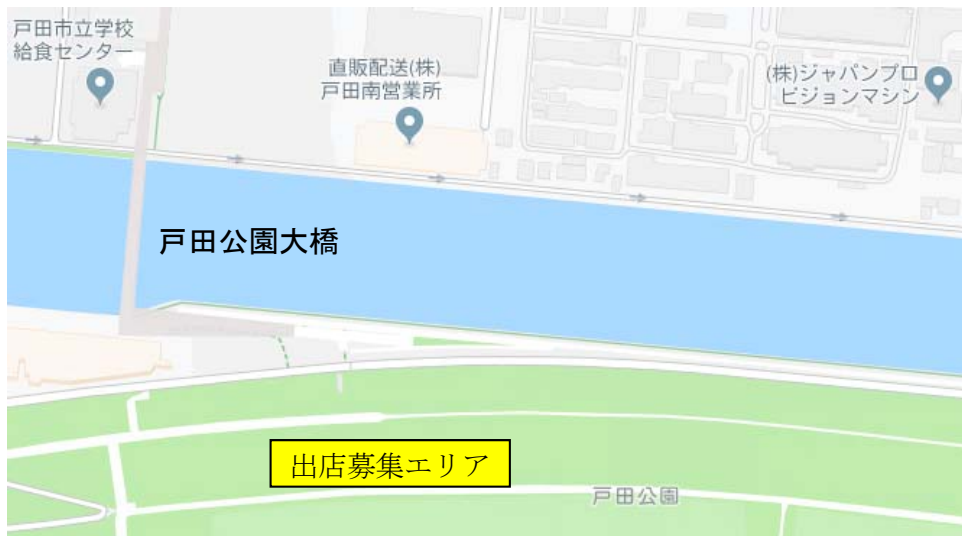 戸田市立学校
給食センター
直販配送(株)
戸田南営業所
(株)ジャパンプロ
ビジョンマシン
戸田公園大橋
出店募集エリア
戸田公園